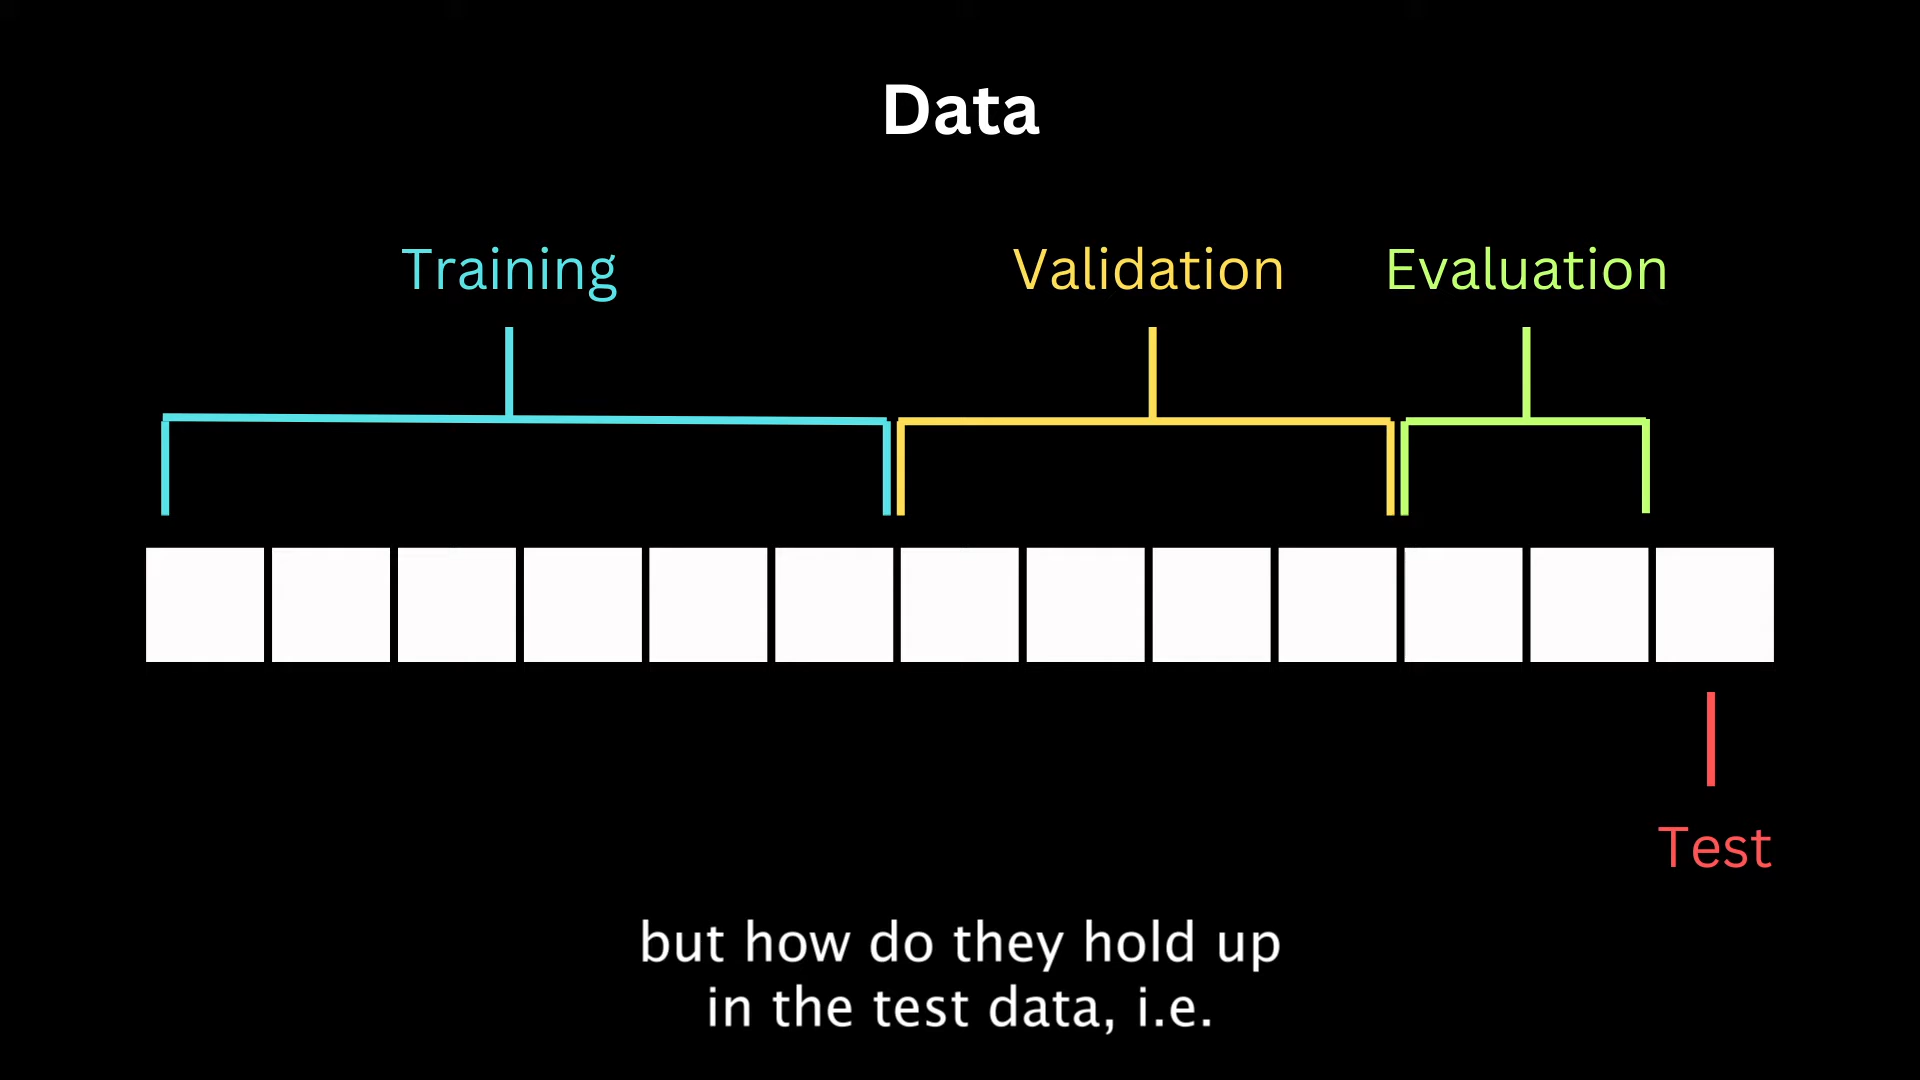 Data
Training
Validation
Evaluation
Test
but how do they hold up
in the test data, i.e.